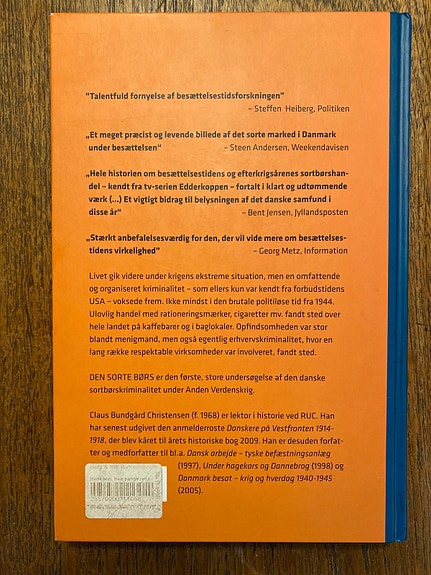 "Talentfuld fornyelse af besættelsestidsforskningen"
– Steffen Heiberg, Politiken
„Et meget præcist og levende billede af det sorte marked i Danmark
under besættelsen" – Steen Andersen, Weekendavisen
„Hele historien om besættelsestidens og efterkrigsårenes sortbørshan-
del – kendt fra tv-serien Edderkoppen – fortalt i klart og udtømmende
værk (...) Et vigtigt bidrag til belysningen af det danske samfund i
disse år" – Bent Jensen, Jyllandsposten
„Stærkt anbefalelsesværdig for den, der vil vide mere om besættelses-
tidens virkelighed" – Georg Metz, Information
Livet gik videre under krigens ekstreme situation, men en omfattende
og organiseret kriminalitet – som ellers kun var kendt fra forbudstidens
USA – voksede frem. Ikke mindst i den brutale politiløse tid fra 1944.
Ulovlig handel med rationeringsmærker, cigaretter mv. fandt sted over
hele landet på kaffebarer og i baglokaler. Opfindsomheden var stor
blandt menigmand, men også egentlig erhvervskriminalitet, hvor en
lang række respektable virksomheder var involveret, fandt sted.
DEN SORTE BØRS er den første, store undersøgelse af den danske
sortbørskriminalitet under Anden Verdenskrig.
Claus Bundgård Christensen (f. 1968) er lektor i historie ved RUC. Han
har senest udgivet den anmelderoste Danskere på Vestfronten 1914-
1918, der blev kåret til årets historiske bog 2009. Han er desuden forfat-
ter og medforfatter til bl.a. Dansk arbejde – tyske befæstningsanlæg
(1997), Under hagekors og Dannebrog (1998) og
Danmark besat – krig og hverdag 1940-1945
(2005).